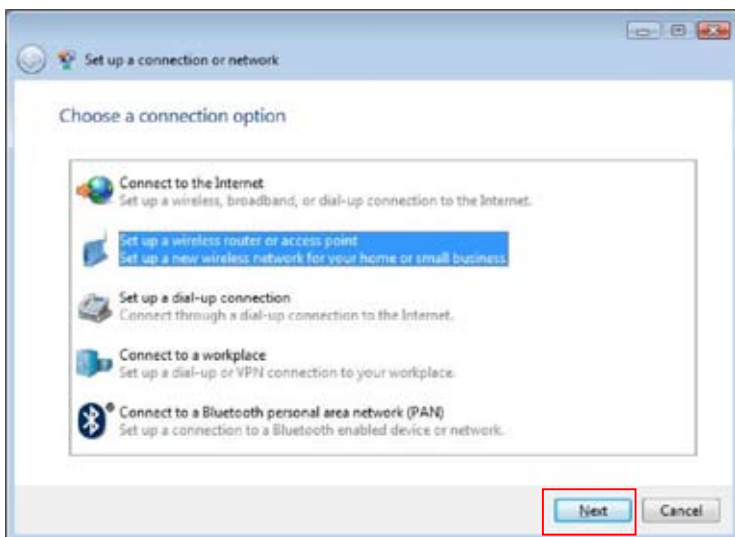 Set up a connection or network
Choose a connection option
Connect to the Internet
Set up a wireless, broadband, or dial-up connection to the Internet.
Set up a wireless router or access point
Set up a new wireless network for your home or small business.
Set up a dial-up connection
Connect through a dial-up connection to the Internet.
Connect to a workplace
Set up a dial-up or VPN connection to your workplace.
Connect to a Bluetooth personal area network (PAN)
Set up a connection to a Bluetooth enabled device or network.
Next
Cancel